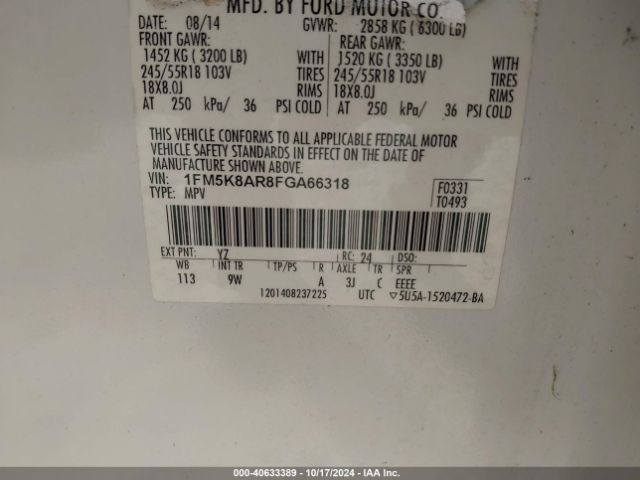 MFD. BY FORD MOTOR CO.
DATE: 08/14 GVWR: 2858 KG ( 6300 LB)
FRONT GAWR: REAR GAWR:
1452 KG ( 3200 LB) WITH 1520 KG ( 3350 LB) WITH
245/55R18 103V TIRES 245/55R18 103V TIRES
18X8.0J RIMS 18X8.0J RIMS
AT 250 kPa/ 36 PSI COLD AT 250 kPa/ 36 PSI COLD
THIS VEHICLE CONFORMS TO ALL APPLICABLE FEDERAL MOTOR
VEHICLE SAFETY STANDARDS IN EFFECT ON THE DATE OF
MANUFACTURE SHOWN ABOVE.
VIN: 1FM5K8AR8FGA66318 F0331
TYPE: MPV T0493
EXT PNT: YZ RC: 24 DSO:
WB INT TR TP/PS R AXLE TR SPR
113 9W A 3J C EEEE
1201408237225 UTC ▽5U5A-1520472-BA
000-40633389 - 10/17/2024 - IAA Inc.